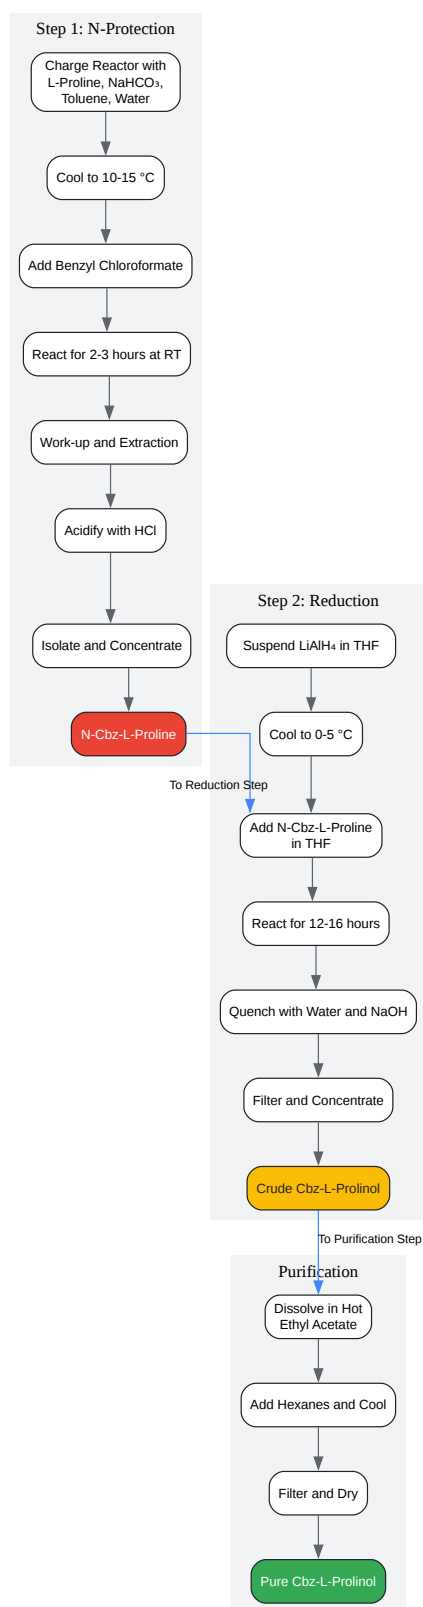 Step 1: N-Protection
Charge Reactor with
L-Proline, NaHCO₃,
Toluene, Water
Cool to 10-15 °C
Add Benzyl Chloroformate
React for 2-3 hours at RT
Work-up and Extraction
Acidify with HCl
Isolate and Concentrate
N-Cbz-L-Proline
To Reduction Step
Step 2: Reduction
Suspend LiAlH₄ in THF
Cool to 0-5 °C
Add N-Cbz-L-Proline
in THF
React for 12-16 hours
Quench with Water and NaOH
Filter and Concentrate
Crude Cbz-L-Prolinol
To Purification Step
Purification
Dissolve in Hot
Ethyl Acetate
Add Hexanes and Cool
Filter and Dry
Pure Cbz-L-Prolinol